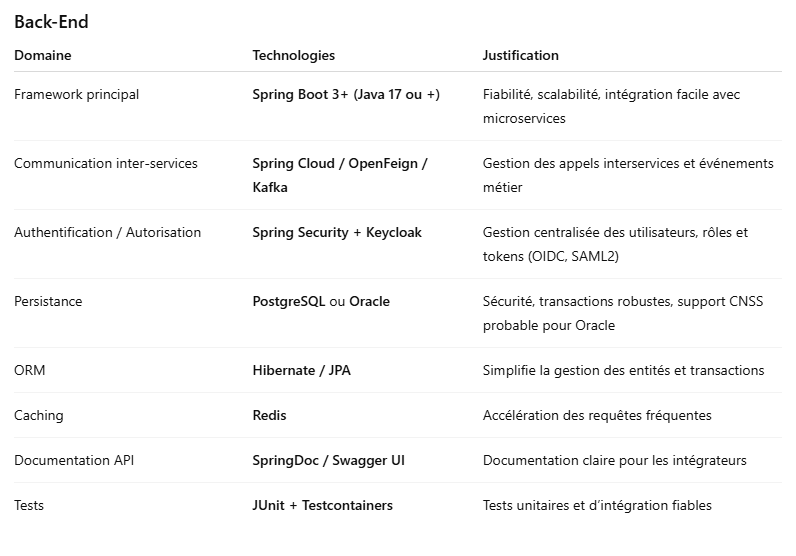 Back-End
Domaine Technologies Justification
Framework principal Spring Boot 3+ (Java 17 ou +) Fiabilité, scalabilité, intégration facile avec
microservices
Communication inter-services Spring Cloud / OpenFeign / Gestion des appels interservices et événements
Kafka métier
Authentification / Autorisation Spring Security + Keycloak Gestion centralisée des utilisateurs, rôles et
tokens (OIDC, SAML2)
Persistance PostgreSQL ou Oracle Sécurité, transactions robustes, support CNSS
probable pour Oracle
ORM Hibernate / JPA Simplifie la gestion des entités et transactions
Caching Redis Accélération des requêtes fréquentes
Documentation API SpringDoc / Swagger UI Documentation claire pour les intégrateurs
Tests JUnit + Testcontainers Tests unitaires et d’intégration fiables